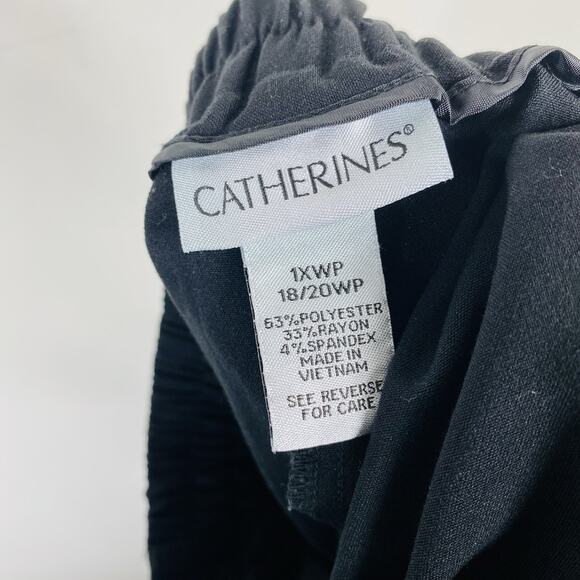 CATHERINES®
1XWP
18/20WP
63%POLYESTER
33%RAYON
4%SPANDEX
MADE IN
VIETNAM
SEE REVERSE
FOR CARE